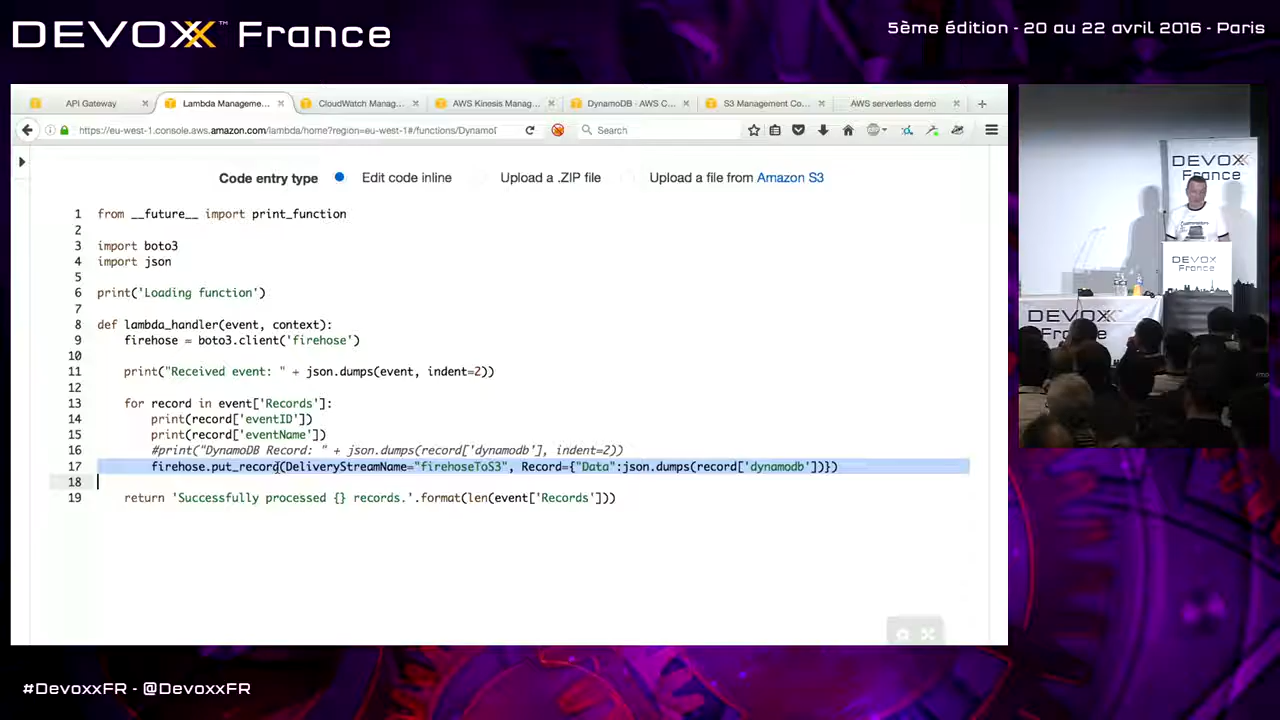 DEVOXX™ France
5ème édition - 20 au 22 avril 2016 - Paris
API Gateway
Lambda Manageme...
CloudWatch Manag...
AWS Kinesis Manag...
DynamoDB · AWS C...
S3 Management Co...
AWS serverless demo
https://eu-west-1.console.aws.amazon.com/lambda/home?region=eu-west-1#/functions/Dynamo
Search
Code entry type Edit code inline Upload a .ZIP file Upload a file from Amazon S3
1 from __future__ import print_function
2
3 import boto3
4 import json
5
6 print('Loading function')
7
8 def lambda_handler(event, context):
9 firehose = boto3.client('firehose')
10
11 print("Received event: " + json.dumps(event, indent=2))
12
13 for record in event['Records']:
14 print(record['eventID'])
15 print(record['eventName'])
16 #print("DynamoDB Record: " + json.dumps(record['dynamodb'], indent=2))
17 firehose.put_record(DeliveryStreamName="firehoseToS3", Record={"Data":json.dumps(record['dynamodb'])})
18
19 return 'Successfully processed {} records.'.format(len(event['Records']))
DEVOXX
France
DEVOX
France
DEVOXX
#DevoxxFR - @DevoxxFR